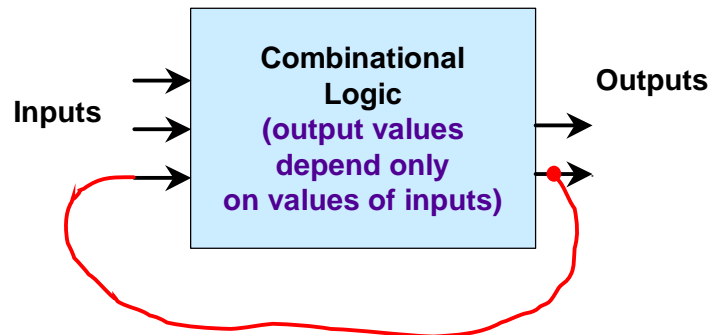 Combinational
Logic
(output values
depend only
on values of inputs)
Inputs
Outputs